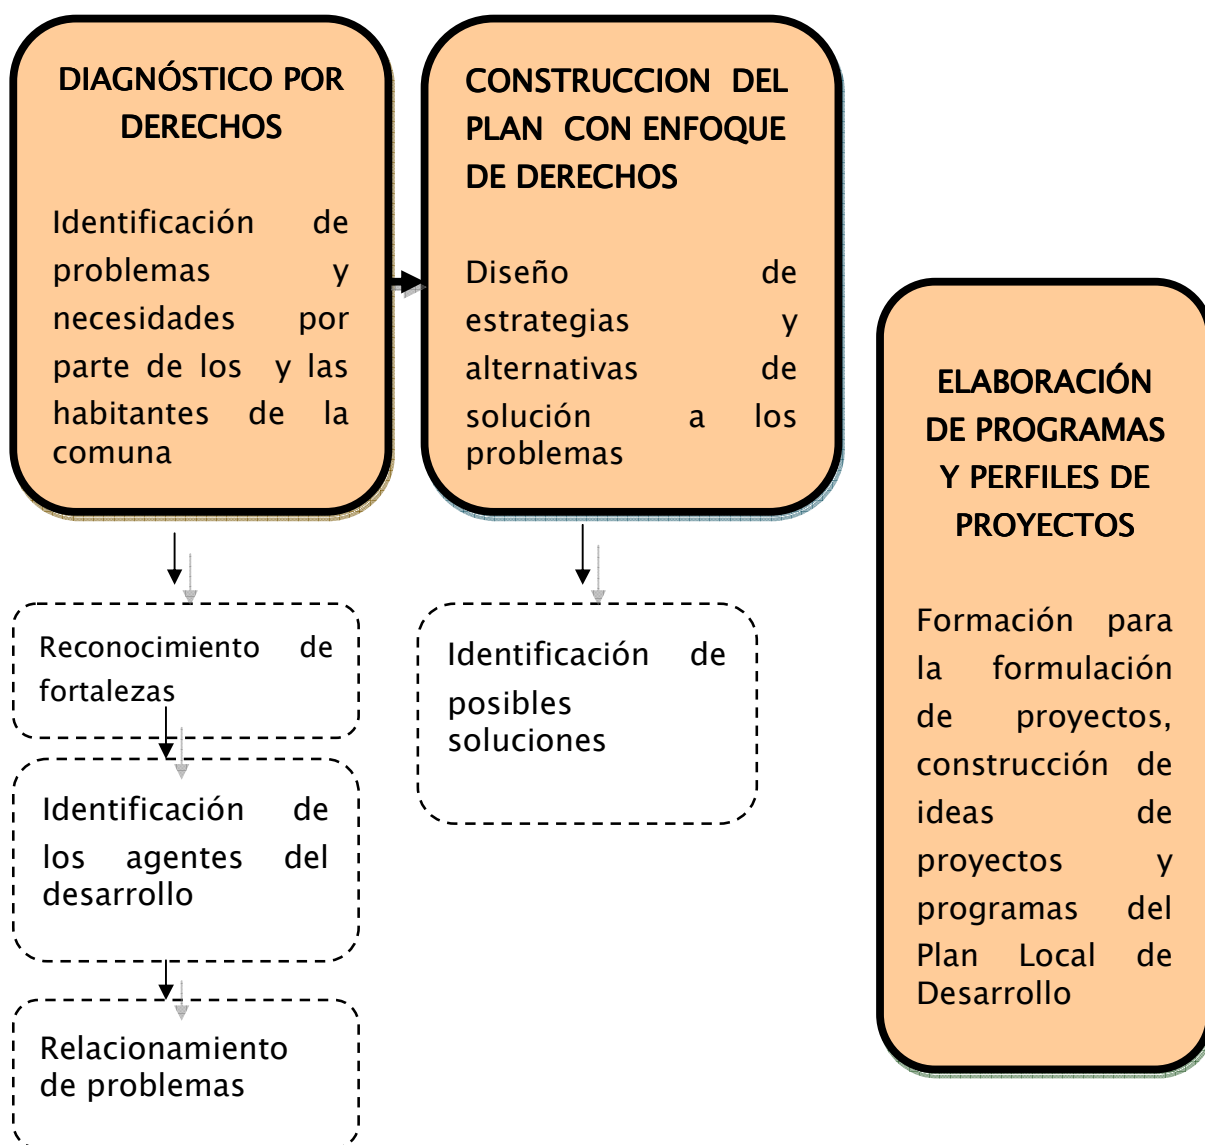 DIAGNÓSTICO POR
DERECHOS
Identificación de
problemas y
necesidades por
parte de los y las
habitantes de la
comuna
CONSTRUCCION DEL
PLAN CON ENFOQUE
DE DERECHOS
Diseño de
estrategias y
alternativas de
solución a los
problemas
ELABORACIÓN
DE PROGRAMAS
Y PERFILES DE
PROYECTOS
Formación para
la formulación
de proyectos,
construcción de
ideas de
proyectos y
programas del
Plan Local de
Desarrollo
Reconocimiento de
fortalezas
Identificación de
los agentes del
desarrollo
Relacionamiento
de problemas
Identificación de
posibles
soluciones